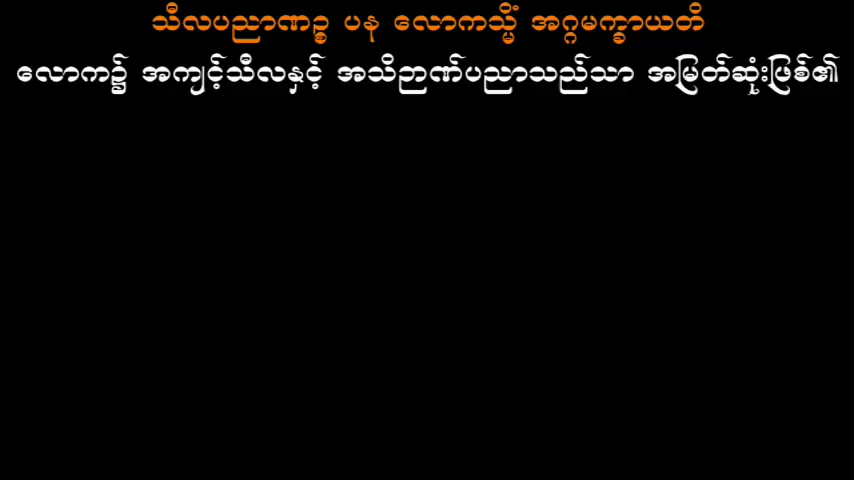 သီလပညာဏဉ္စ ပန လောကသ္မိံ အဂ္ဂမက္ခာယတိ
လောက၌ အကျင့်သီလနှင့် အသိဉာဏ်ပညာသည်သာ အမြတ်ဆုံးဖြစ်၏